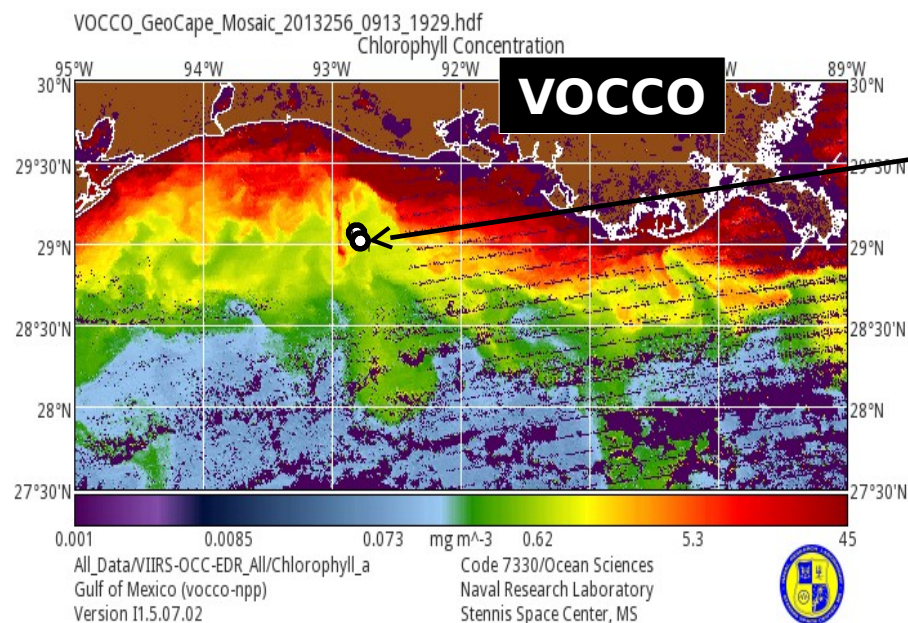 VOCCO_GeoCape_Mosaic_2013256_0913_1929.hdf
Chlorophyll Concentration
95°W 94°W 93°W 92°W 89°W
VOCCO
30°N 30°N
29°30'N 29°30'N
29°N 29°N
28°30'N 28°30'N
28°N 28°N
27°30'N 27°30'N
0.001 0.0085 0.073 mg m^-3 0.62 5.3 45
All_Data/VIIRS-OCC-EDR_All/Chlorophyll_a
Gulf of Mexico (vocco-npp)
Version I1.5.07.02
Code 7330/Ocean Sciences
Naval Research Laboratory
Stennis Space Center, MS